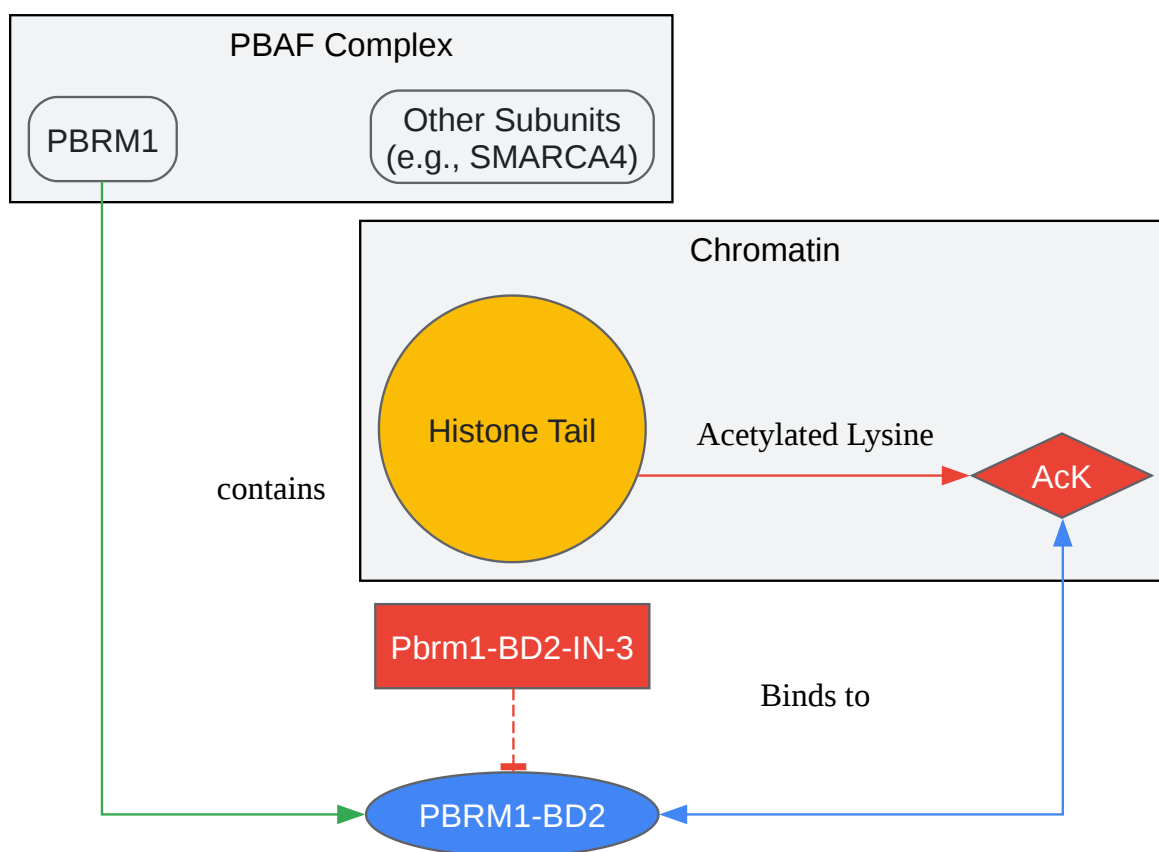 PBAF Complex
PBRM1
Other Subunits
(e.g., SMARCA4)
Chromatin
Histone Tail
Acetylated Lysine
AcK
contains
Pbrm1-BD2-IN-3
Binds to
PBRM1-BD2